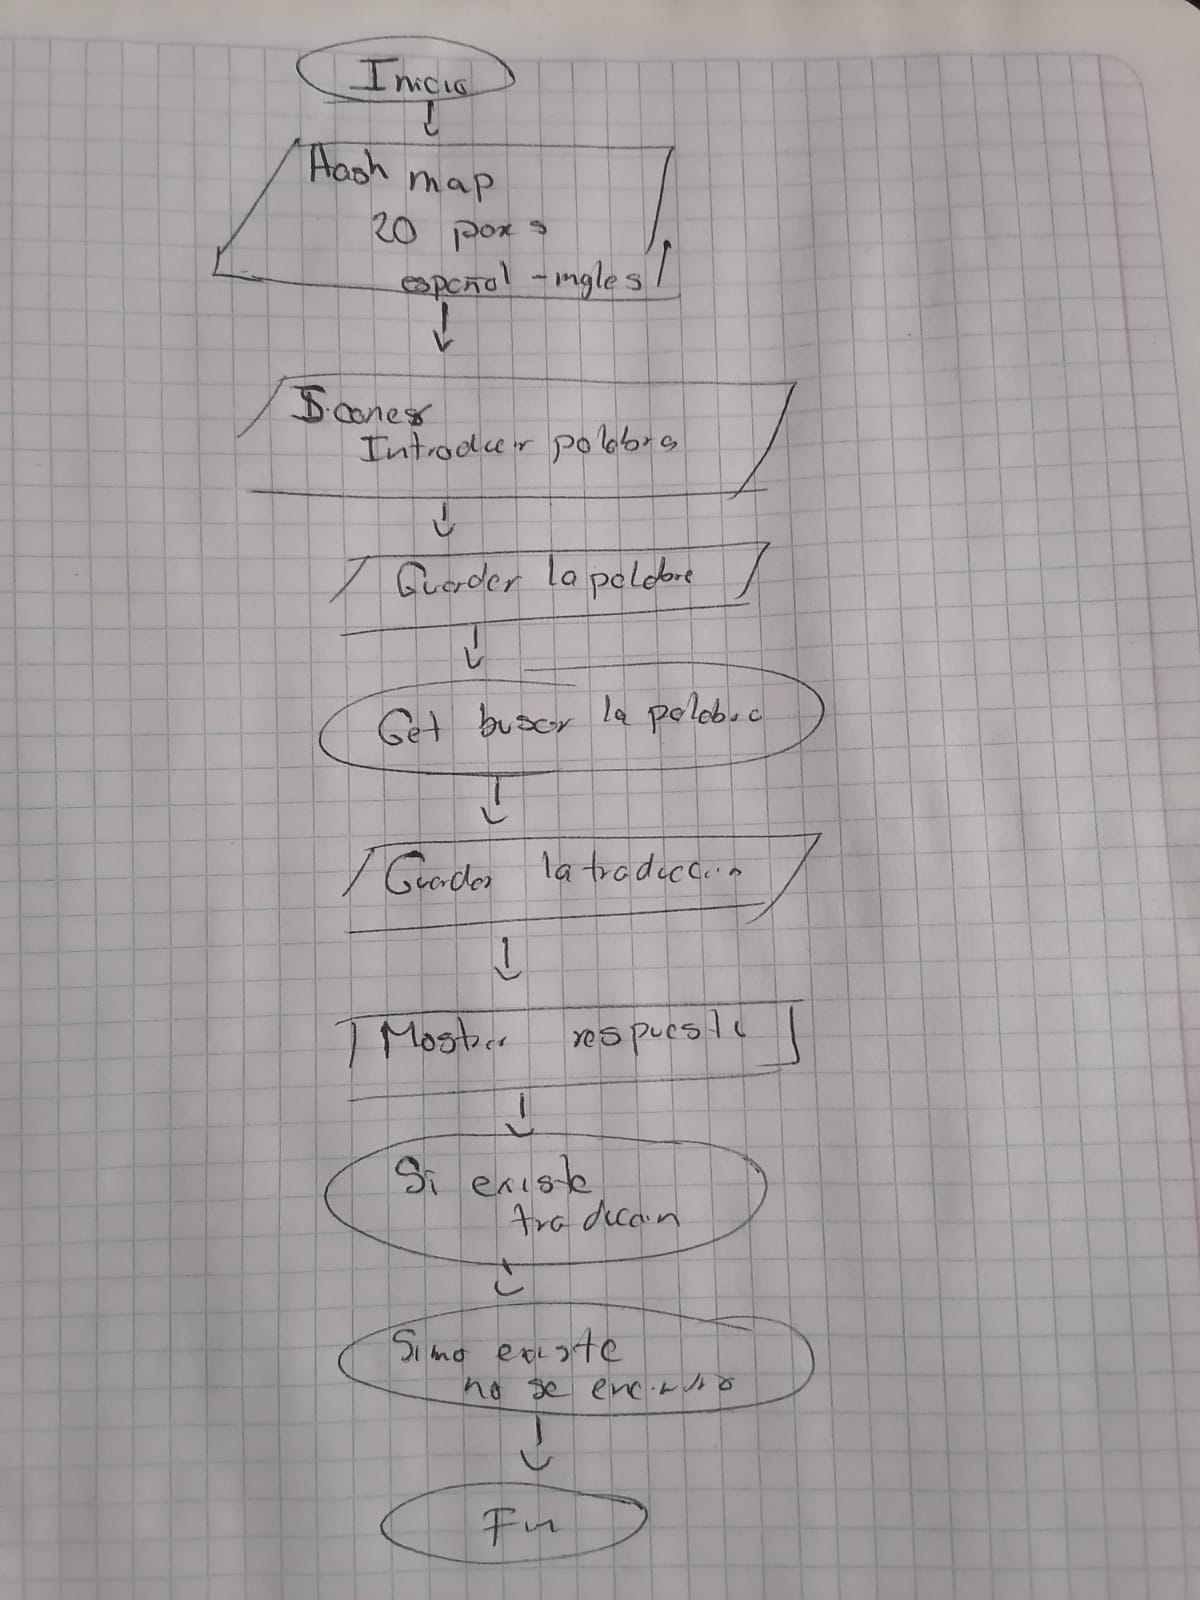 Inicio
Hash map
20 pares
español - ingles
Scaner
Introducir palabra
Guardar la palabra
Get buscar la palabra
Guardar la traduccion
Mostrar respuesta
Si existe
traduccion
Si no existe
no se encontro
Fin